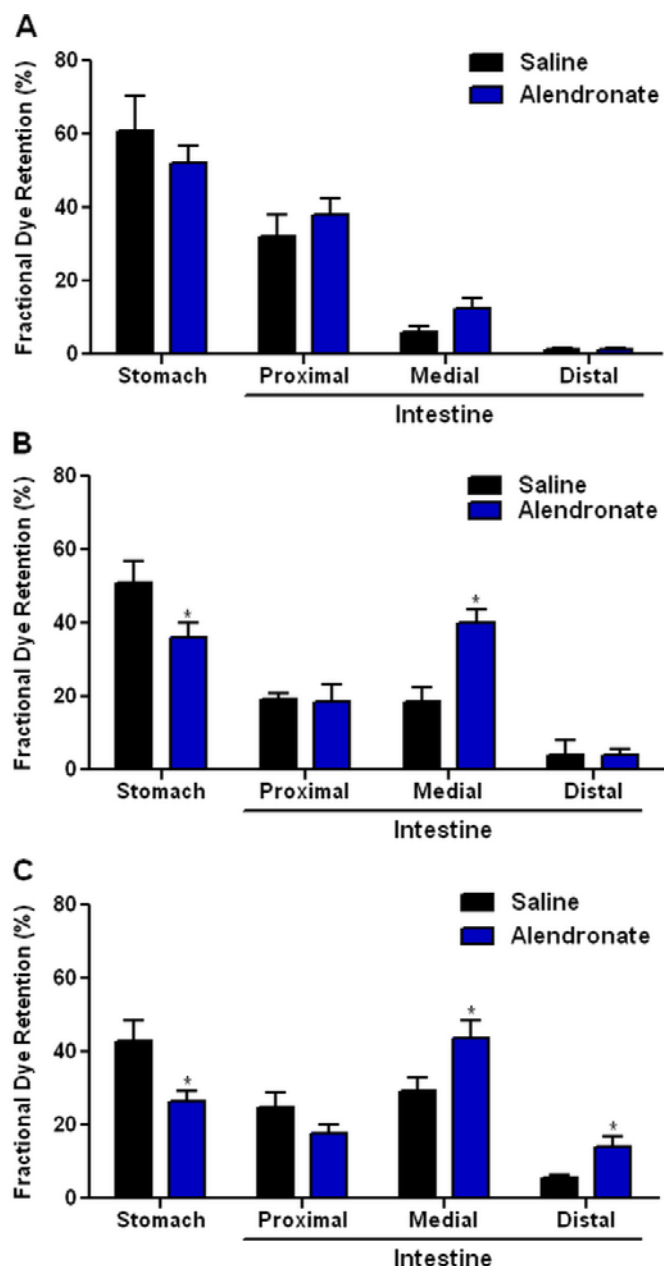 A
Fractional Dye Retention (%)
80
60
40
20
0
Saline
Alendronate
Stomach Proximal Medial Distal
Intestine
B
Fractional Dye Retention (%)
80
60
40
20
0
Saline
Alendronate
*
*
Stomach Proximal Medial Distal
Intestine
C
Fractional Dye Retention (%)
80
60
40
20
0
Saline
Alendronate
*
*
*
Stomach Proximal Medial Distal
Intestine